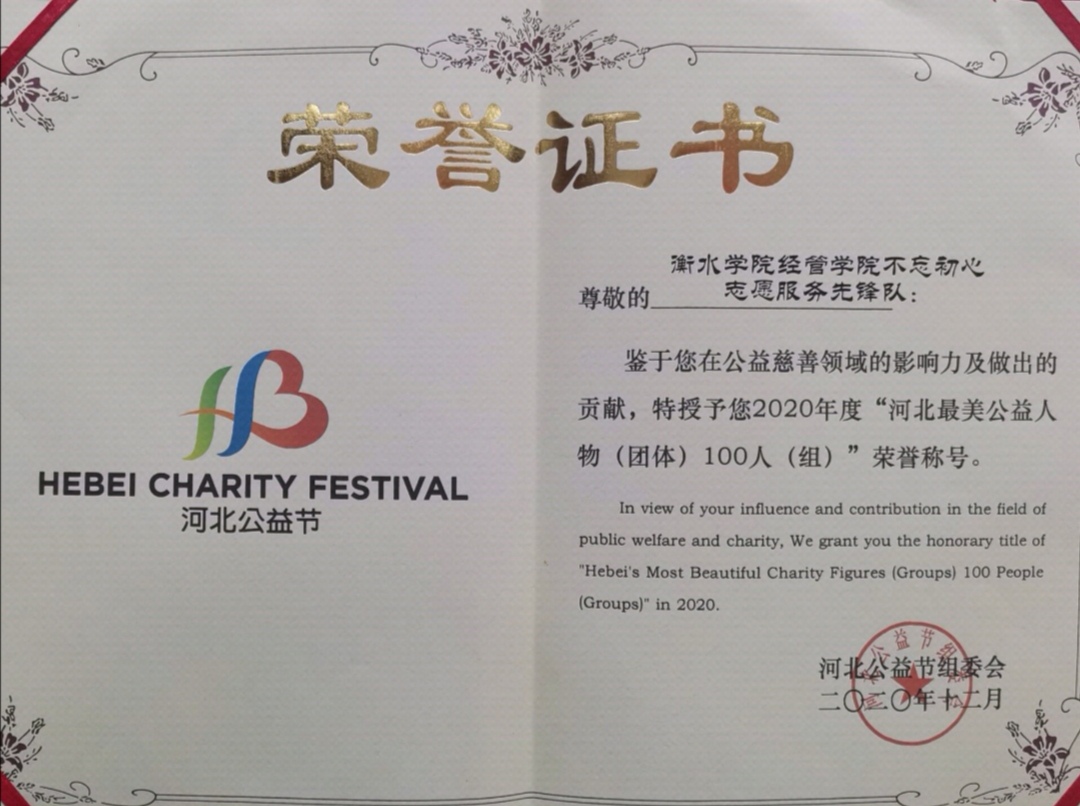 荣誉证书
HEBEI CHARITY FESTIVAL
河北公益节
衡水学院经管学院不忘初心
尊敬的 志愿服务先锋队：
鉴于您在公益慈善领域的影响力及做出的
贡献，特授予您2020年度“河北最美公益人
物（团体）100人（组）”荣誉称号。
In view of your influence and contribution in the field of
public welfare and charity, We grant you the honorary title of
"Hebei's Most Beautiful Charity Figures (Groups) 100 People
(Groups)" in 2020.
河北公益节组委会
二〇二〇年十二月